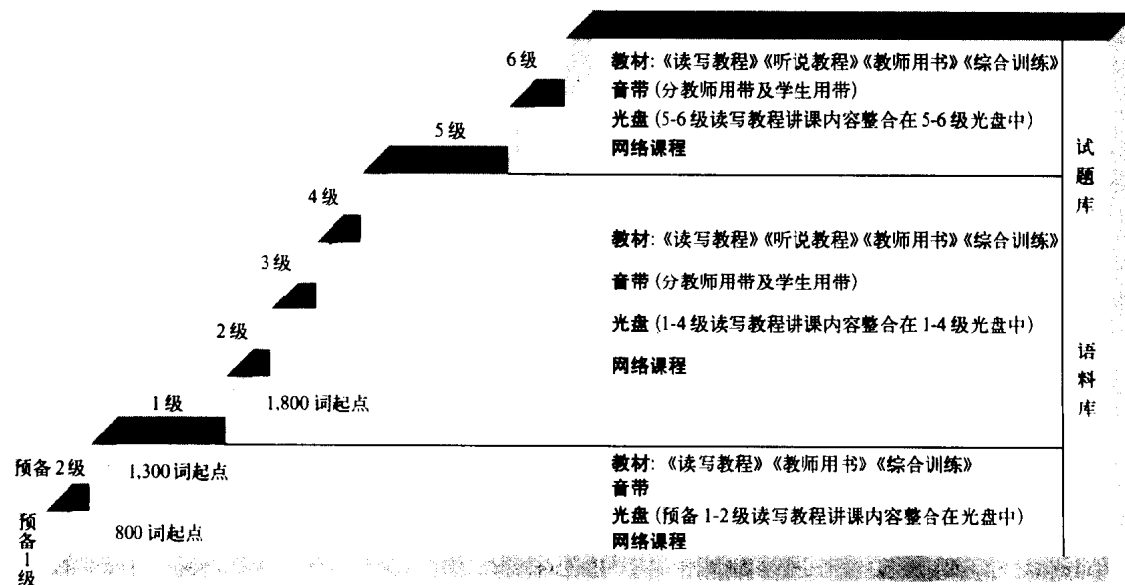 6级
教材: 《读写教程》《听说教程》《教师用书》《综合训练》
音带 (分教师用带及学生用带)
光盘 (5-6级读写教程讲课内容整合在5-6级光盘中)
网络课程
5级
试题库
4级
教材: 《读写教程》《听说教程》《教师用书》《综合训练》
3级
音带 (分教师用带及学生用带)
光盘 (1-4级读写教程讲课内容整合在1-4级光盘中)
2级
网络课程
语料库
1级
1,800词起点
预备2级
1,300词起点
教材: 《读写教程》《教师用书》《综合训练》
音带
光盘 (预备1-2级读写教程讲课内容整合在光盘中)
网络课程
预备1级
800词起点